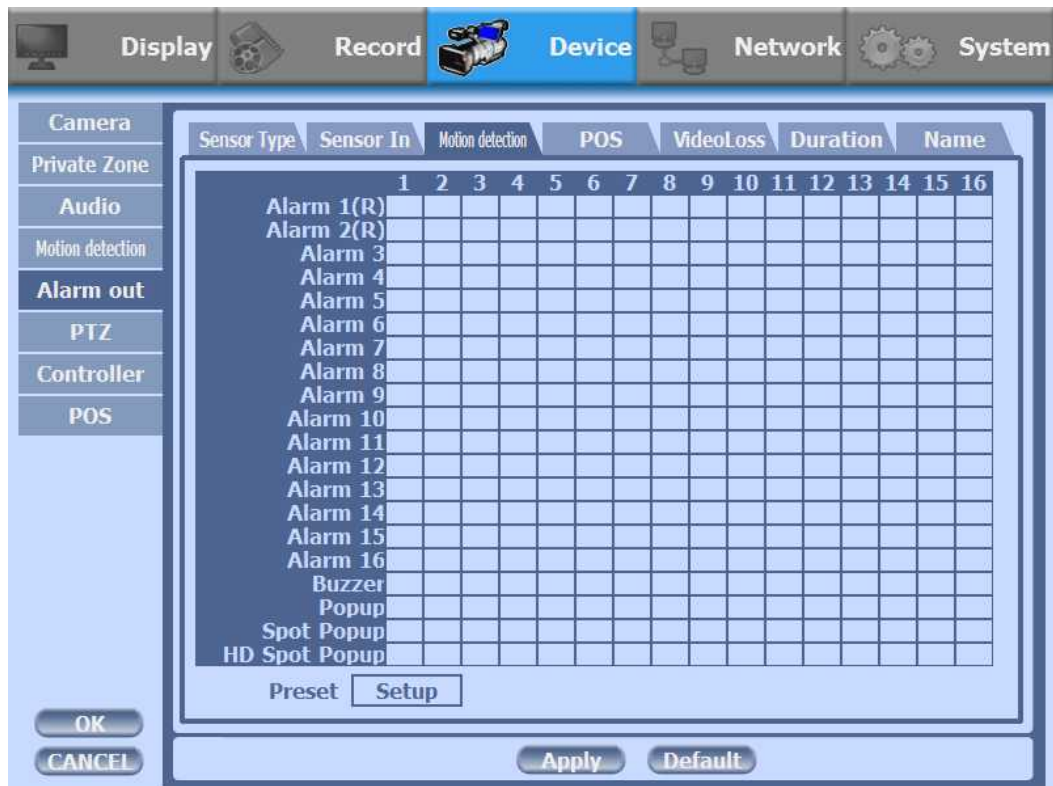 Display Record Device Network System
Camera
Private Zone
Audio
Motion detection
Alarm out
PTZ
Controller
POS
OK
CANCEL
Sensor Type Sensor In Motion detection POS VideoLoss Duration Name
1 2 3 4 5 6 7 8 9 10 11 12 13 14 15 16
Alarm 1(R)
Alarm 2(R)
Alarm 3
Alarm 4
Alarm 5
Alarm 6
Alarm 7
Alarm 8
Alarm 9
Alarm 10
Alarm 11
Alarm 12
Alarm 13
Alarm 14
Alarm 15
Alarm 16
Buzzer
Popup
Spot Popup
HD Spot Popup
Preset Setup
Apply Default